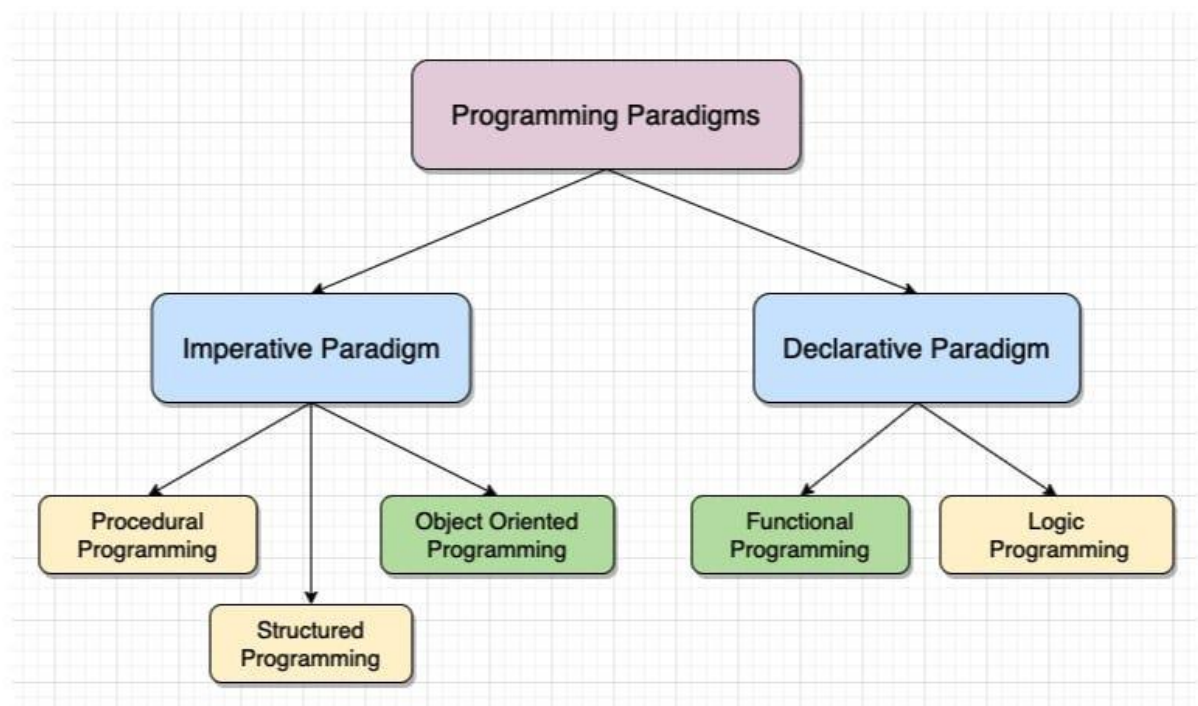 Programming Paradigms
Imperative Paradigm
Declarative Paradigm
Procedural
Programming
Object Oriented
Programming
Functional
Programming
Logic
Programming
Structured
Programming